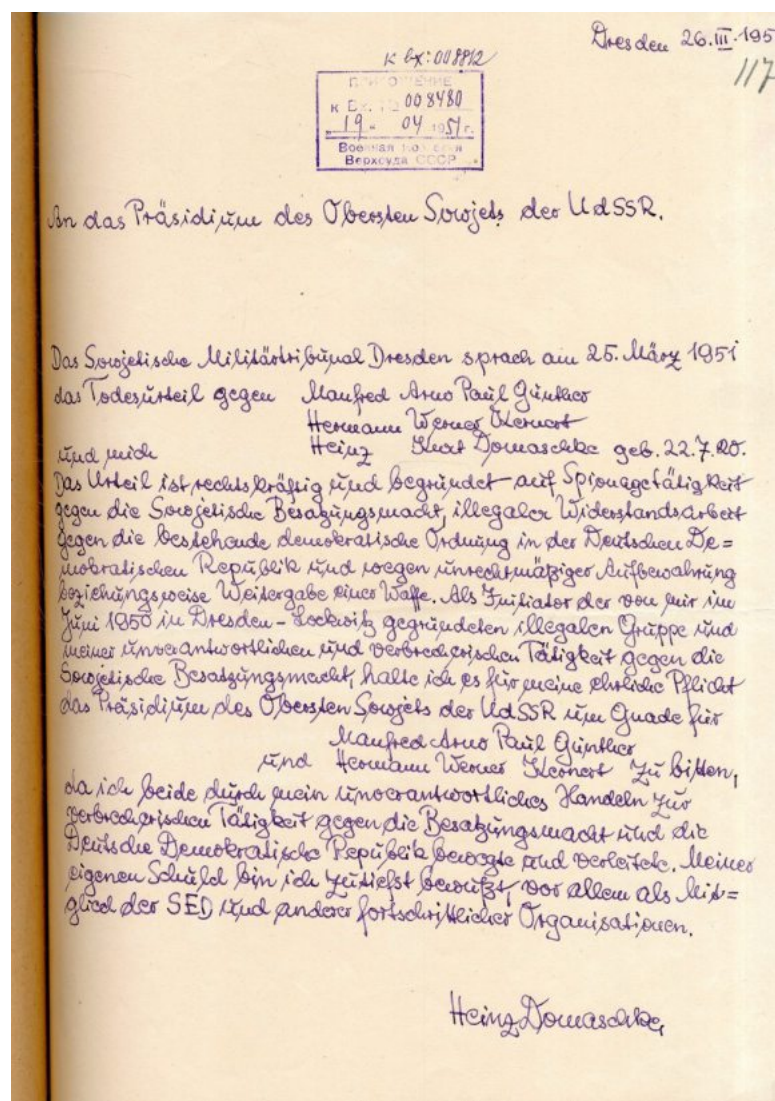 Dresden 26.III.195
117
к вх: 008812
ПРИЛОЖЕНИЕ
к Вх. № 008480
"19" 04 1951 г.
Военная Коллегия
Верхсуда СССР
An das Präsidium des Obersten Sowjets der UdSSR.
Das Sowjetische Militärtribunal Dresden sprach am 25. März 1951
das Todesurteil gegen Manfred Arno Paul Günther
Hermann Werner
und mich Heinz Kurt Domaschke geb. 22.7.20.
Das Urteil ist rechtskräftig und begründet auf Spionagetätigkeit
gegen die Sowjetische Besatzungsmacht, illegaler Widerstandsarbeit
gegen die bestehende demokratische Ordnung in der Deutschen De=
mokratischen Republik und wegen unrechtmäßiger Aufbewahrung
beziehungsweise Weitergabe einer Waffe. Als Initiator der von mir im
Juni 1950 in Dresden-Lockwitz gegründeten illegalen Gruppe und
meiner unverantwortlichen und verbrecherischen Tätigkeit gegen die
Sowjetische Besatzungsmacht, halte ich es für meine ehrliche Pflicht
das Präsidium des Obersten Sowjets der UdSSR um Gnade für
Manfred Arno Paul Günther
und Hermann Werner zu bitten,
da ich beide durch mein unverantwortliches Handeln zur
verbrecherischen Tätigkeit gegen die Besatzungsmacht und die
Deutsche Demokratische Republik bewegte und verleitete. Meiner
eigenen Schuld bin ich zutiefst bewußt, vor allem als Mit=
glied der SED und anderer fortschrittlicher Organisationen.
Heinz Domaschke,